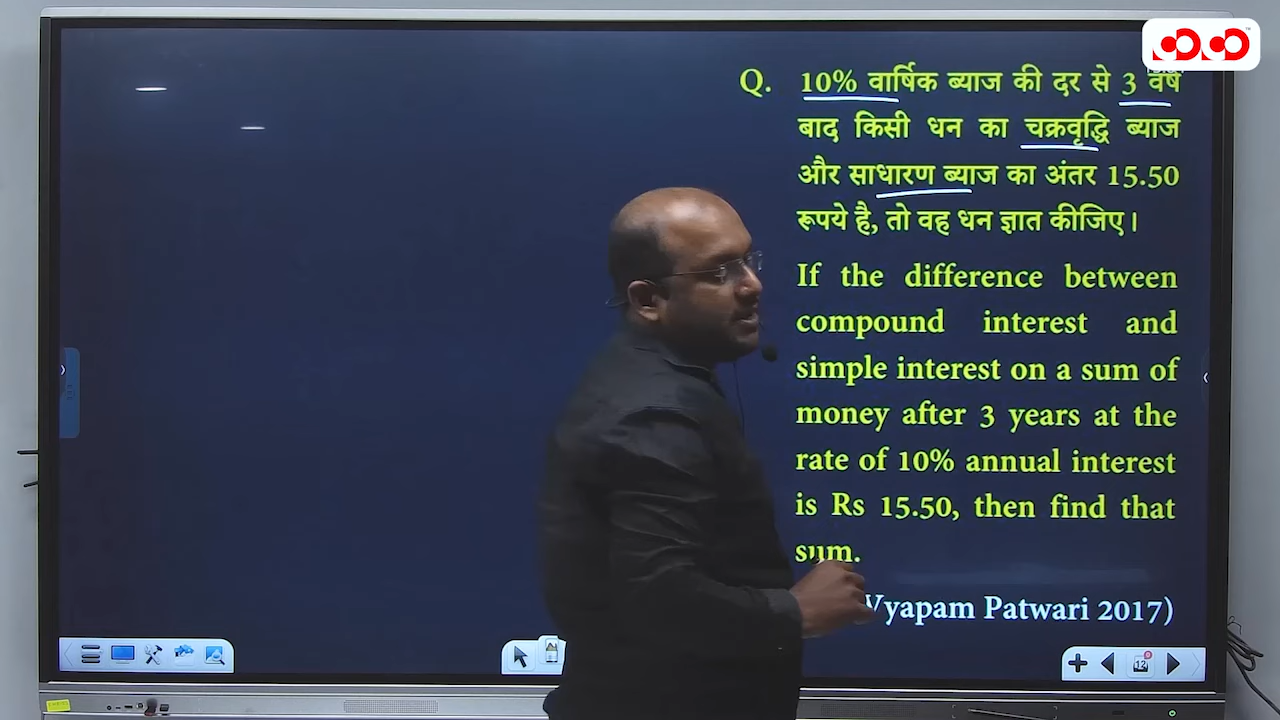 Q. 10% वार्षिक ब्याज की दर से 3 वर्ष
बाद किसी धन का चक्रवृद्धि ब्याज
और साधारण ब्याज का अंतर 15.50
रूपये है, तो वह धन ज्ञात कीजिए।
If the difference between
compound interest and
simple interest on a sum of
money after 3 years at the
rate of 10% annual interest
is Rs 15.50, then find that
sum.
Vyapam Patwari 2017)
12